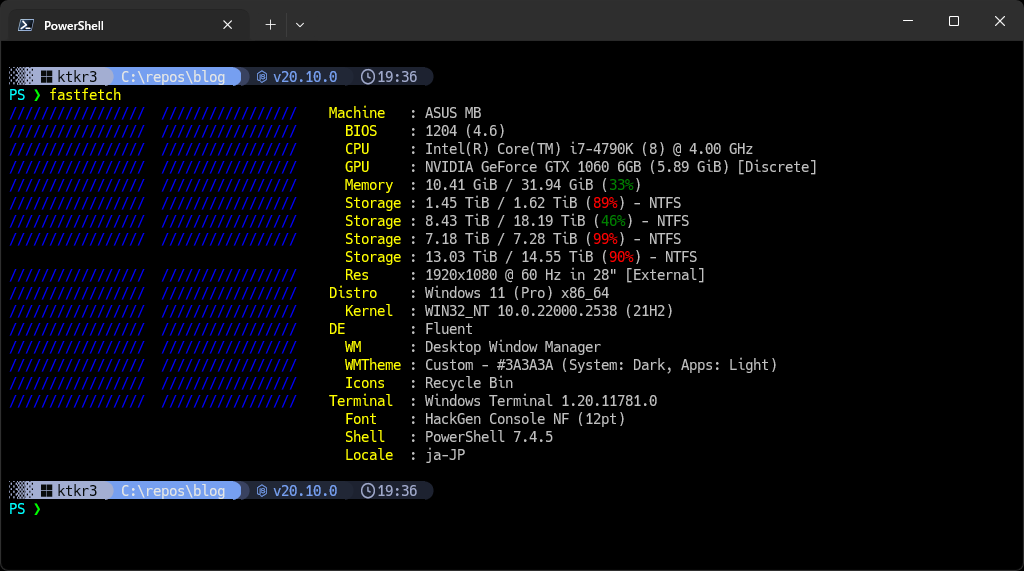 PowerShell
ktkr3 C:\repos\blog v20.10.0 19:36
PS ❯ fastfetch
///////////////// ///////////////// Machine : ASUS MB
///////////////// ///////////////// BIOS : 1204 (4.6)
///////////////// ///////////////// CPU : Intel(R) Core(TM) i7-4790K (8) @ 4.00 GHz
///////////////// ///////////////// GPU : NVIDIA GeForce GTX 1060 6GB (5.89 GiB) [Discrete]
///////////////// ///////////////// Memory : 10.41 GiB / 31.94 GiB (33%)
///////////////// ///////////////// Storage : 1.45 TiB / 1.62 TiB (89%) - NTFS
///////////////// ///////////////// Storage : 8.43 TiB / 18.19 TiB (46%) - NTFS
///////////////// ///////////////// Storage : 7.18 TiB / 7.28 TiB (99%) - NTFS
Storage : 13.03 TiB / 14.55 TiB (90%) - NTFS
///////////////// ///////////////// Res : 1920x1080 @ 60 Hz in 28" [External]
///////////////// ///////////////// Distro : Windows 11 (Pro) x86_64
///////////////// ///////////////// Kernel : WIN32_NT 10.0.22000.2538 (21H2)
///////////////// ///////////////// DE : Fluent
///////////////// ///////////////// WM : Desktop Window Manager
///////////////// ///////////////// WMTheme : Custom - #3A3A3A (System: Dark, Apps: Light)
///////////////// ///////////////// Icons : Recycle Bin
///////////////// ///////////////// Terminal : Windows Terminal 1.20.11781.0
Font : HackGen Console NF (12pt)
Shell : PowerShell 7.4.5
Locale : ja-JP
ktkr3 C:\repos\blog v20.10.0 19:36
PS ❯